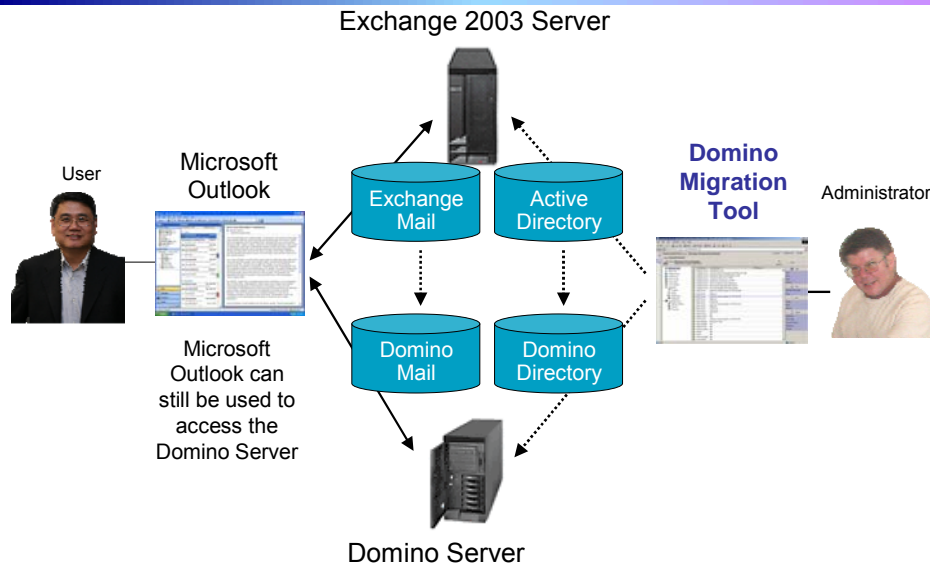 Exchange 2003 Server
User
Microsoft
Outlook
Exchange
Mail
Active
Directory
Domino
Migration
Tool
Administrator
Microsoft
Outlook can
still be used to
access the
Domino Server
Domino
Mail
Domino
Directory
Domino Server